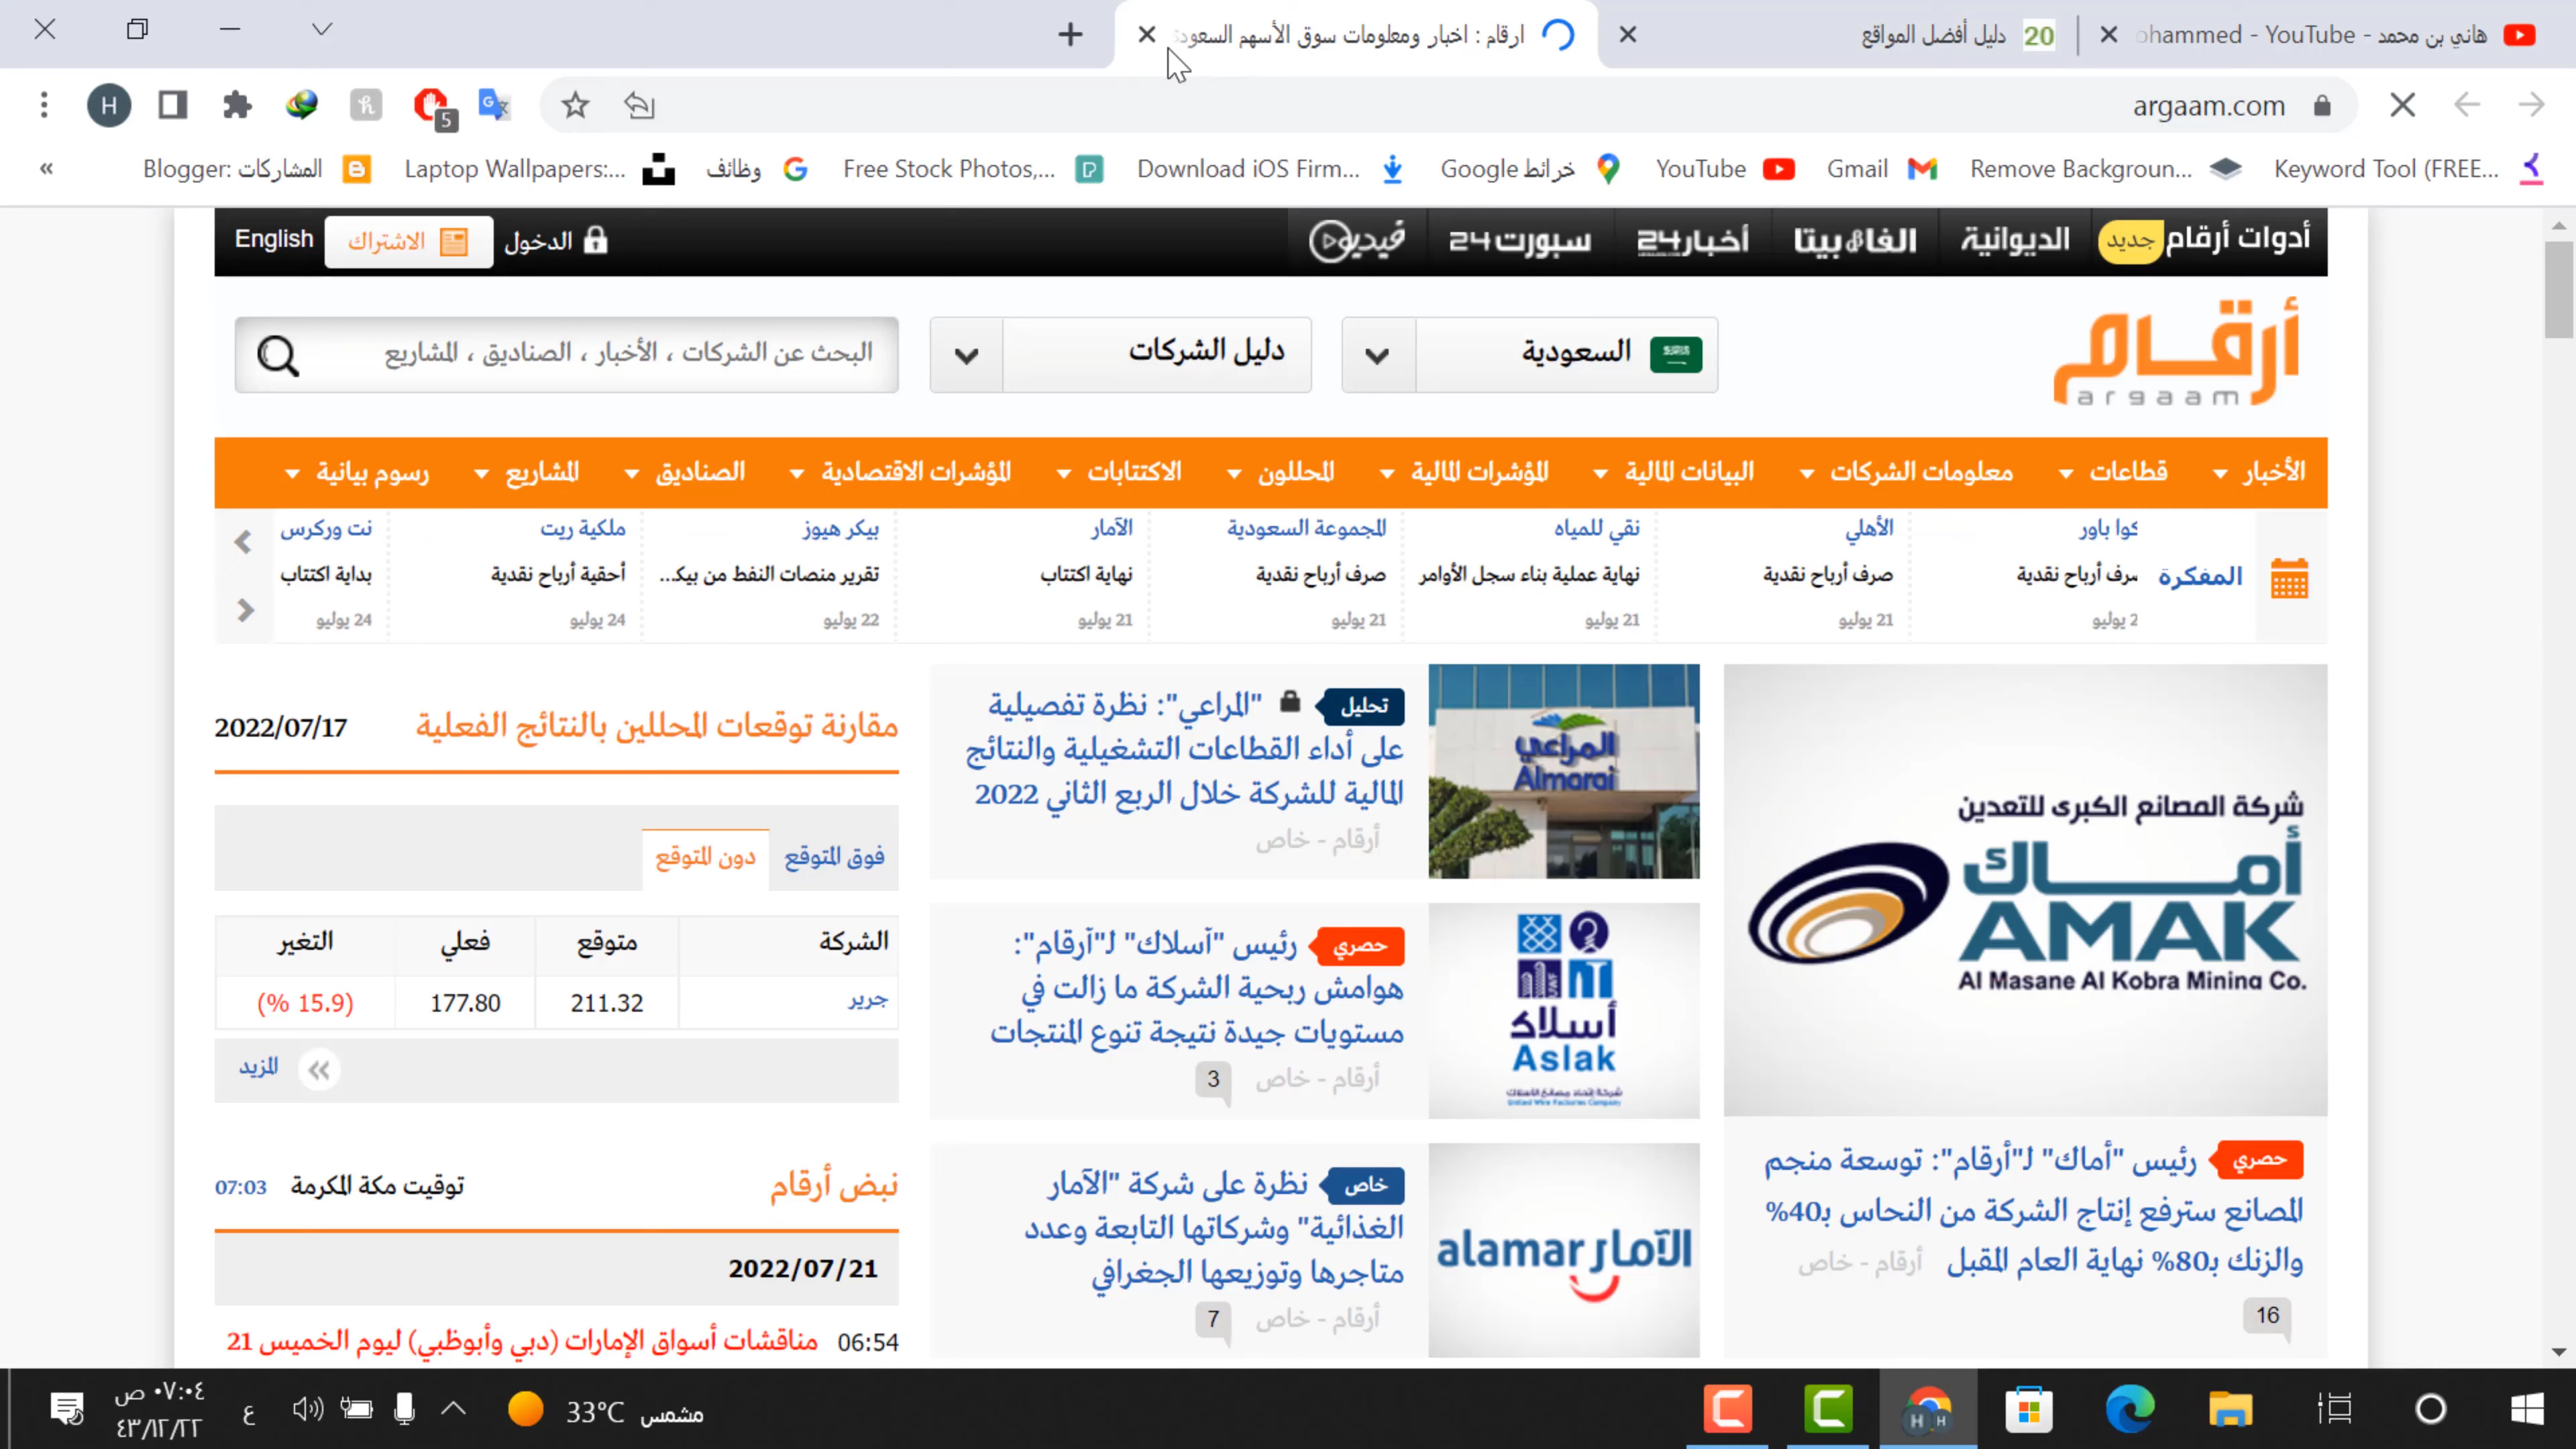 هاني بن محمد - ohammed - YouTube
20 دليل أفضل المواقع
ارقام : اخبار ومعلومات سوق الأسهم السعودي
argaam.com
5
H
Keyword Tool (FREE...
Remove Backgroun...
Gmail
YouTube
خرائط Google
Download iOS Firm...
Free Stock Photos,...
وظائف
Laptop Wallpapers:...
Blogger: المشاركات
«
أدوات أرقام جديد
الديوانية
الفا بيتا
أخبار24
سبورت 24
فيديو
الدخول
الاشتراك
English
أرقام
argaam
السعودية
دليل الشركات
البحث عن الشركات ، الأخبار ، الصناديق ، المشاريع
الأخبار
قطاعات
معلومات الشركات
البيانات المالية
المؤشرات المالية
المحللون
الاكتتابات
المؤشرات الاقتصادية
الصناديق
المشاريع
رسوم بيانية
المفكرة
كوا باور
صرف أرباح نقدية
2 يوليو
الأهلي
صرف أرباح نقدية
21 يوليو
نقي للمياه
نهاية عملية بناء سجل الأوامر
21 يوليو
المجموعة السعودية
صرف أرباح نقدية
21 يوليو
الآمار
نهاية اكتتاب
21 يوليو
بيكر هيوز
تقرير منصات النفط من بيكـ...
22 يوليو
ملكية ريت
أحقية أرباح نقدية
24 يوليو
نت وركرس
بداية اكتتاب
24 يوليو
شركة المصانع الكبرى للتعدين
أماك
AMAK
Al Masane Al Kobra Mining Co.
حصري رئيس "أماك" لـ"أرقام": توسعة منجم
المصانع سترفع إنتاج الشركة من النحاس بـ40%
والزنك بـ80% نهاية العام المقبل أرقام - خاص
16
المراعي
Almarai
تحليل "المراعي": نظرة تفصيلية
على أداء القطاعات التشغيلية والنتائج
المالية للشركة خلال الربع الثاني 2022
أرقام - خاص
أسلاك
Aslak
شركة إتحاد مصانع الأسلاك
United Wire Factories Company
حصري رئيس "أسلاك" لـ"أرقام":
هوامش ربحية الشركة ما زالت في
مستويات جيدة نتيجة تنوع المنتجات
أرقام - خاص 3
الآمار alamar
خاص نظرة على شركة "الآمار
الغذائية" وشركاتها التابعة وعدد
متاجرها وتوزيعها الجغرافي
أرقام - خاص 7
مقارنة توقعات المحللين بالنتائج الفعلية 2022/07/17
فوق المتوقع دون المتوقع
الشركة متوقع فعلي التغير
جرير 211.32 177.80 (15.9 %)
المزيد
نبض أرقام توقيت مكة المكرمة 07:03
2022/07/21
06:54 مناقشات أسواق الإمارات (دبي وأبوظبي) ليوم الخميس 21
33°C مشمس
ع
٠٧:٠٤ ص
٤٣/١٢/٢٢